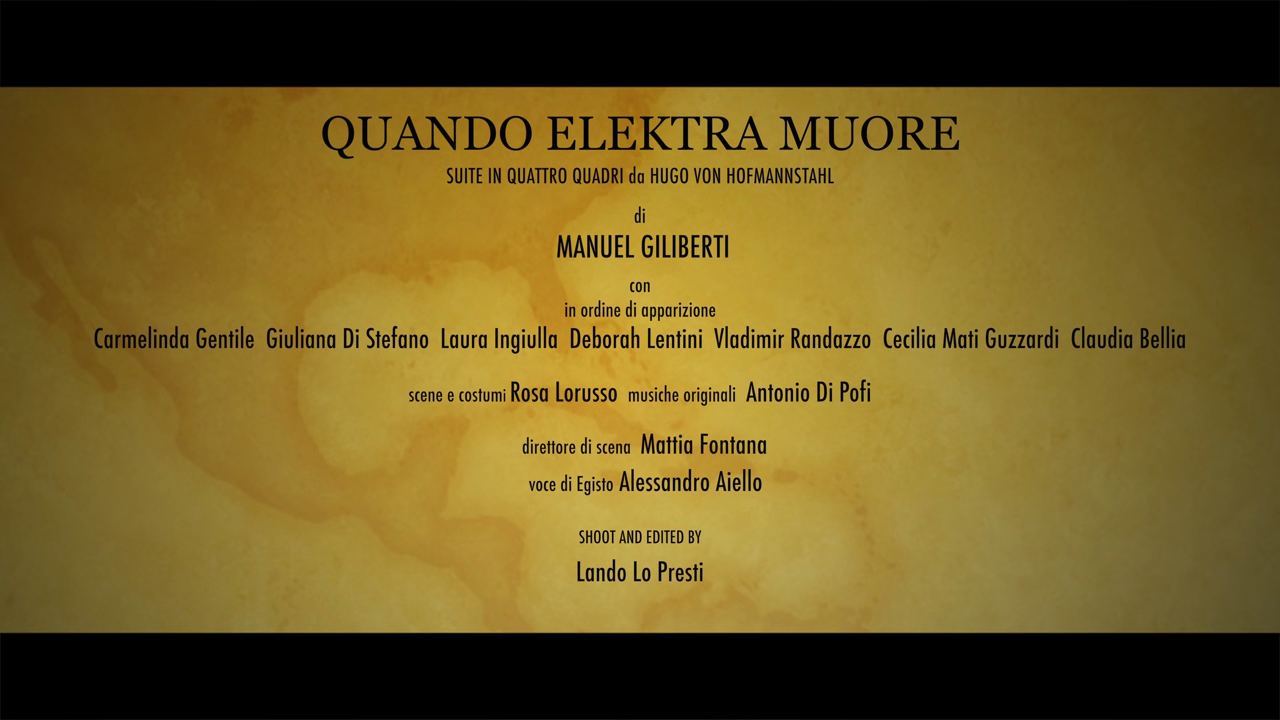 QUANDO ELEKTRA MUORE
SUITE IN QUATTRO QUADRI da HUGO VON HOFMANNSTAHL
di
MANUEL GILIBERTI
con
in ordine di apparizione
Carmelinda Gentile Giuliana Di Stefano Laura Ingiulla Deborah Lentini Vladimir Randazzo Cecilia Mati Guzzardi Claudia Bellia
scene e costumi Rosa Lorusso musiche originali Antonio Di Pofi
direttore di scena Mattia Fontana
voce di Egisto Alessandro Aiello
SHOOT AND EDITED BY
Lando Lo Presti